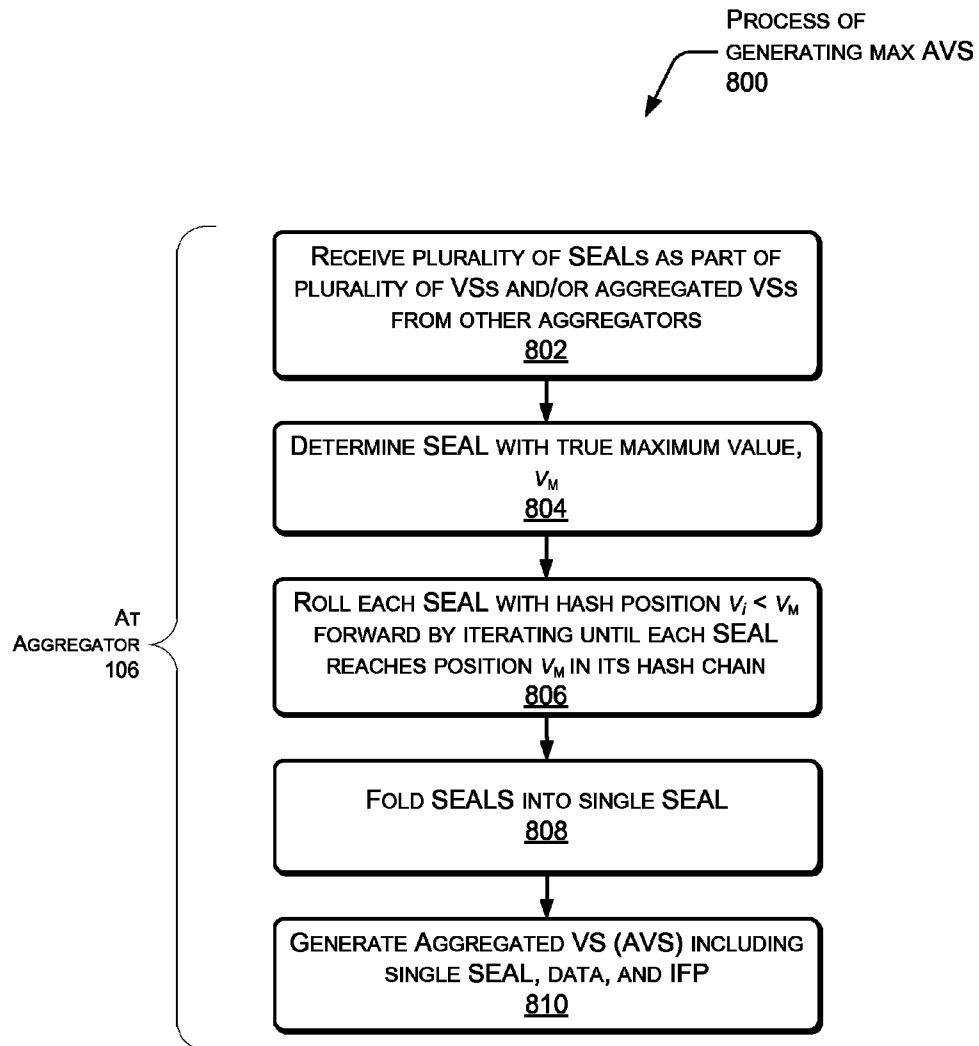 PROCESS OF
GENERATING MAX AVS
800
RECEIVE PLURALITY OF SEALS AS PART OF
PLURALITY OF VSS AND/OR AGGREGATED VSS
FROM OTHER AGGREGATORS
802
DETERMINE SEAL WITH TRUE MAXIMUM VALUE,
VM
804
ROLL EACH SEAL WITH HASH POSITION Vi < VM
FORWARD BY ITERATING UNTIL EACH SEAL
REACHES POSITION VM IN ITS HASH CHAIN
806
AT
AGGREGATOR
106
FOLD SEALS INTO SINGLE SEAL
808
GENERATE AGGREGATED VS (AVS) INCLUDING
SINGLE SEAL, DATA, AND IFP
810